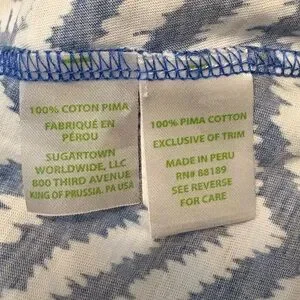 100% COTON PIMA
FABRIQUÉ EN
PÉROU
SUGARTOWN
WORLDWIDE, LLC
800 THIRD AVENUE
KING OF PRUSSIA, PA USA
100% PIMA COTTON
EXCLUSIVE OF TRIM
MADE IN PERU
RN# 88189
SEE REVERSE
FOR CARE